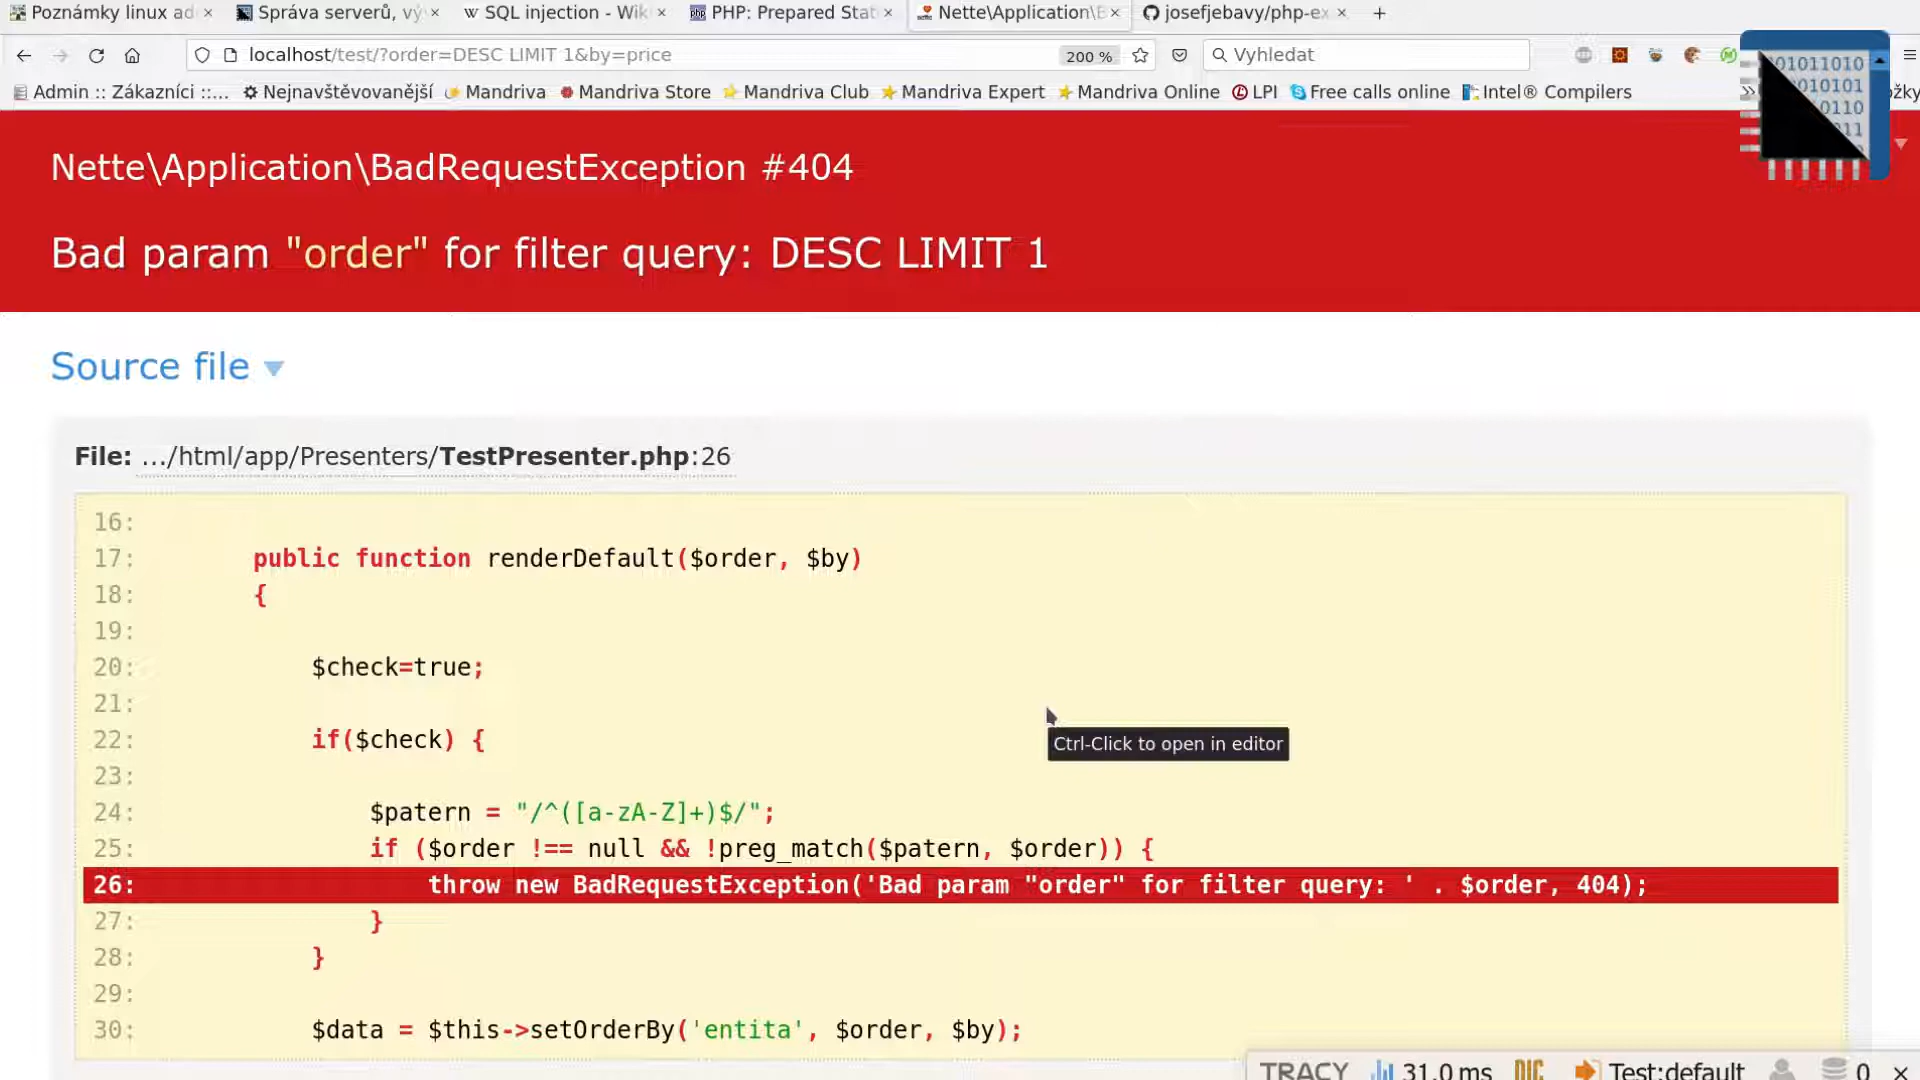 Poznámky linux ad
Správa serverů, vý
SQL injection - Wik
PHP: Prepared Stat
Nette\Application\B
josefjebavy/php-ex
localhost/test/?order=DESC LIMIT 1&by=price
200 %
Vyhledat
Admin :: Zákazníci ::...
Nejnavštěvovanější
Mandriva
Mandriva Store
Mandriva Club
Mandriva Expert
Mandriva Online
LPI
Free calls online
Intel® Compilers
Nette\Application\BadRequestException #404
Bad param "order" for filter query: DESC LIMIT 1
Source file
File: .../html/app/Presenters/TestPresenter.php:26
16:
17: public function renderDefault($order, $by)
18: {
19:
20: $check=true;
21:
22: if($check) {
23:
24: $patern = "/^([a-zA-Z]+)$/";
25: if ($order !== null && !preg_match($patern, $order)) {
26: throw new BadRequestException('Bad param "order" for filter query: ' . $order, 404);
27: }
28: }
29:
30: $data = $this->setOrderBy('entita', $order, $by);
Ctrl-Click to open in editor
TRACY 31.0 ms Test:default 0